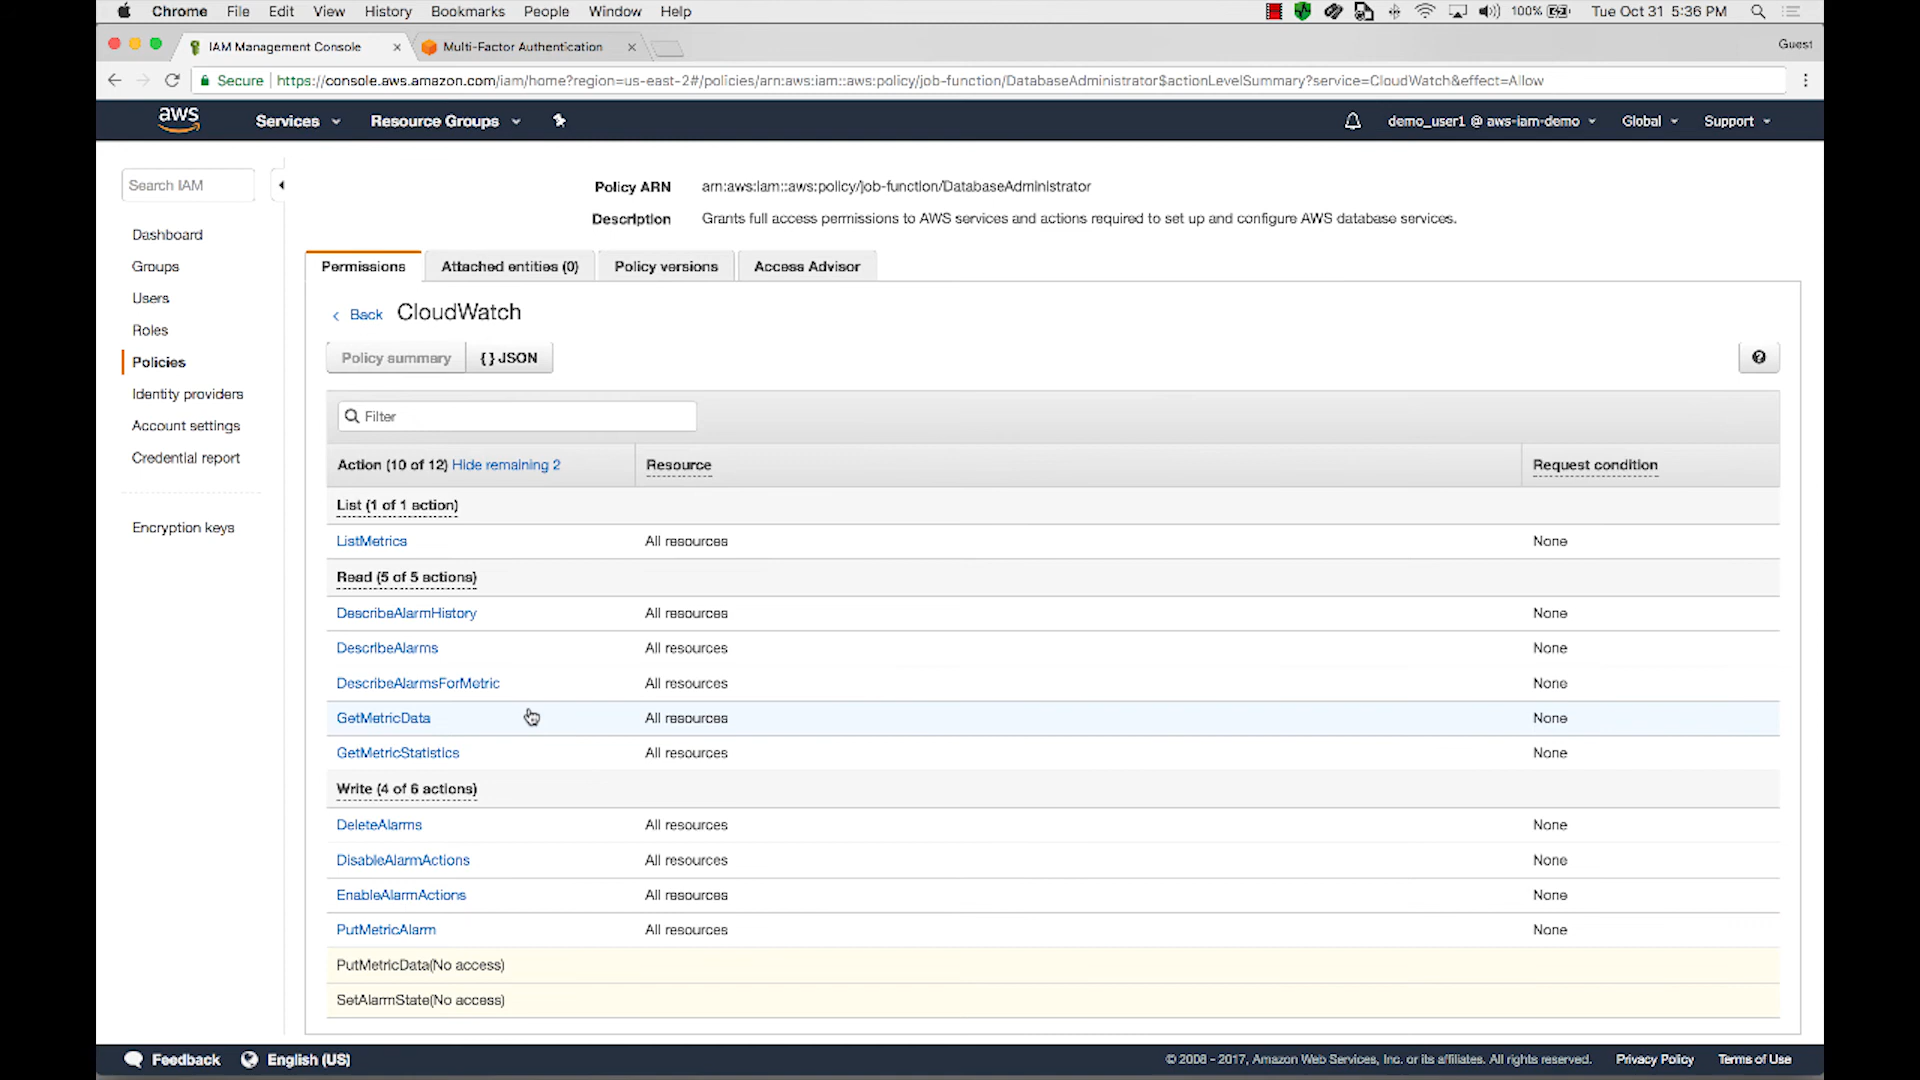 Chrome File Edit View History Bookmarks People Window Help 100% Tue Oct 31 5:36 PM
IAM Management Console Multi-Factor Authentication Guest
Secure https://console.aws.amazon.com/iam/home?region=us-east-2#/policies/arn:aws:iam::aws:policy/job-function/DatabaseAdministrator$actionLevelSummary?service=CloudWatch&effect=Allow
aws Services Resource Groups demo_user1 @ aws-iam-demo Global Support
Search IAM
Dashboard
Groups
Users
Roles
Policies
Identity providers
Account settings
Credential report
Encryption keys
Policy ARN arn:aws:iam::aws:policy/job-function/DatabaseAdministrator
Description Grants full access permissions to AWS services and actions required to set up and configure AWS database services.
Permissions Attached entities (0) Policy versions Access Advisor
‹ Back CloudWatch
Policy summary { } JSON
Filter
Action (10 of 12) Hide remaining 2 Resource Request condition
List (1 of 1 action)
ListMetrics All resources None
Read (5 of 5 actions)
DescribeAlarmHistory All resources None
DescribeAlarms All resources None
DescribeAlarmsForMetric All resources None
GetMetricData All resources None
GetMetricStatistics All resources None
Write (4 of 6 actions)
DeleteAlarms All resources None
DisableAlarmActions All resources None
EnableAlarmActions All resources None
PutMetricAlarm All resources None
PutMetricData(No access)
SetAlarmState(No access)
Feedback English (US) © 2008 - 2017, Amazon Web Services, Inc. or its affiliates. All rights reserved. Privacy Policy Terms of Use